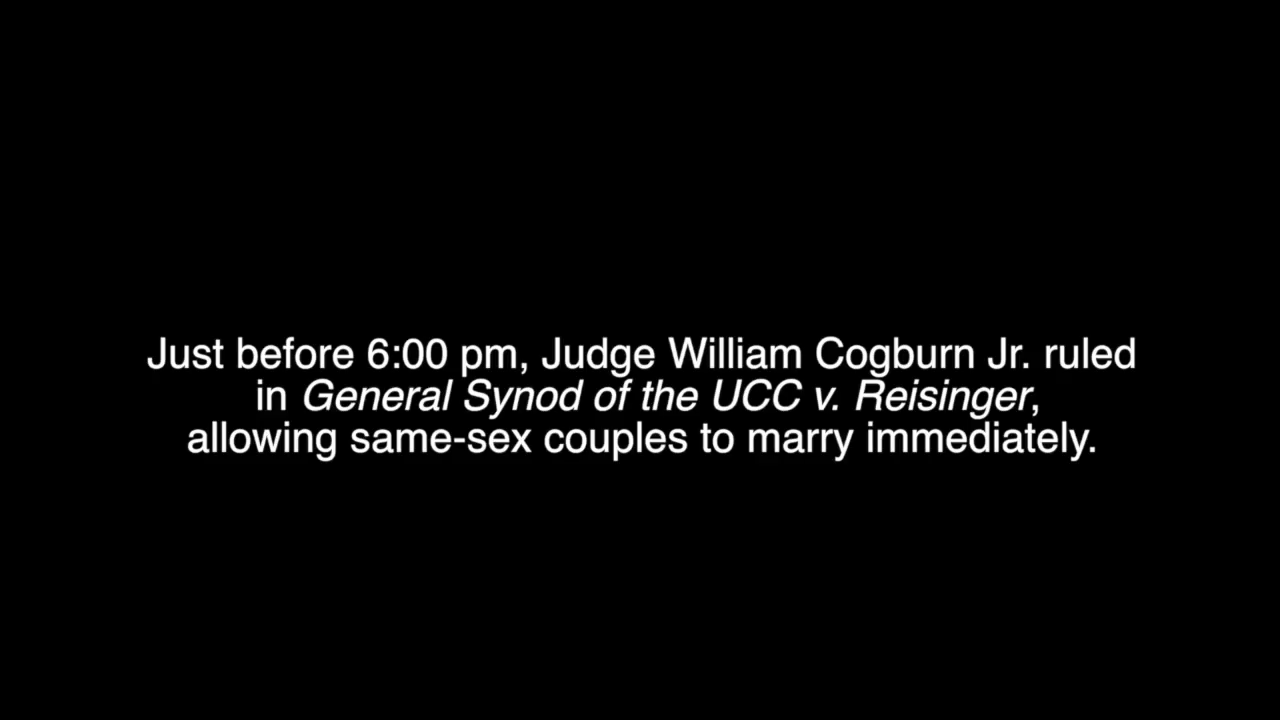 Just before 6:00 pm, Judge William Cogburn Jr. ruled
in General Synod of the UCC v. Reisinger,
allowing same-sex couples to marry immediately.